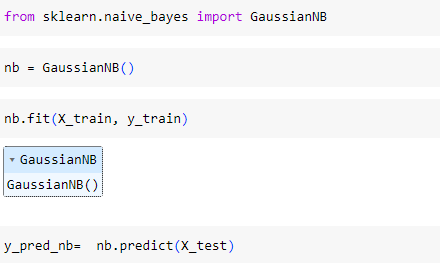 from sklearn.naive_bayes import GaussianNB
nb = GaussianNB()
nb.fit(X_train, y_train)
▾ GaussianNB
GaussianNB()
y_pred_nb=  nb.predict(X_test)